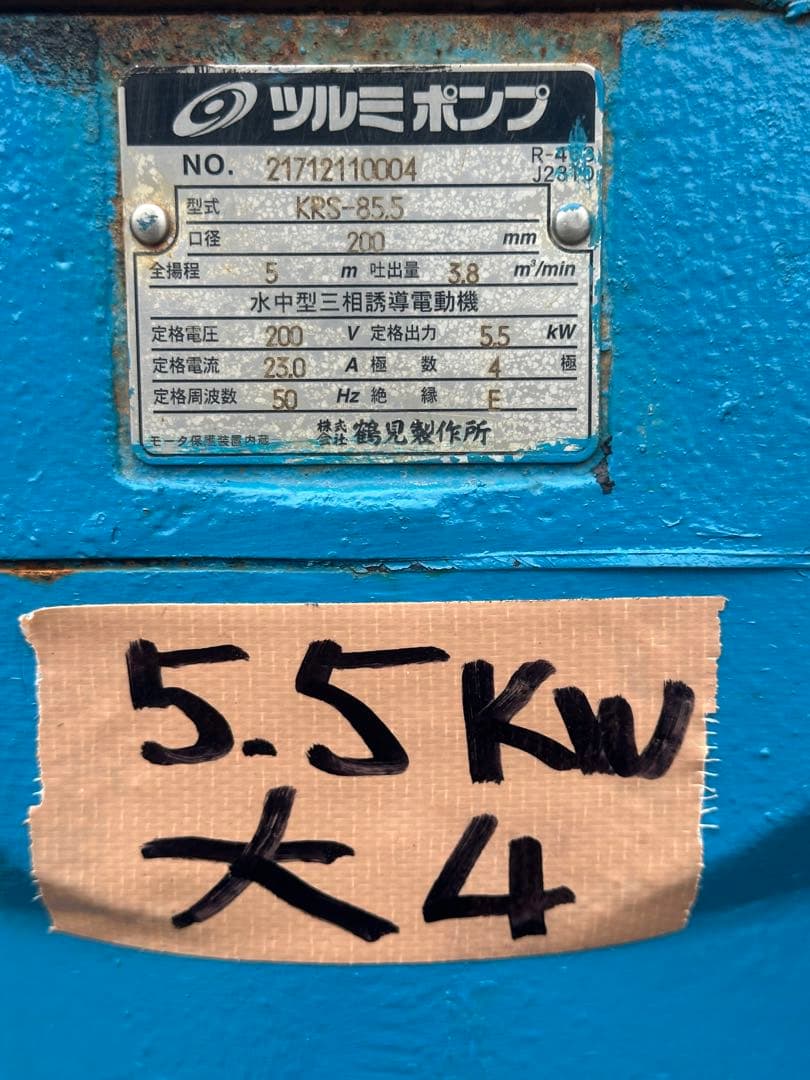 ツルミポンプ
NO. 21712110004
型式 KRS-85.5
口径 200 mm
全揚程 5 m 吐出量 3.8 m³/min
水中型三相誘導電動機
定格電圧 200 V 定格出力 5.5 kW
定格電流 23.0 A 極数 4 極
定格周波数 50 Hz 絶縁 E
モータ保護装置内蔵 株式会社 鶴見製作所
5.5KW
大4